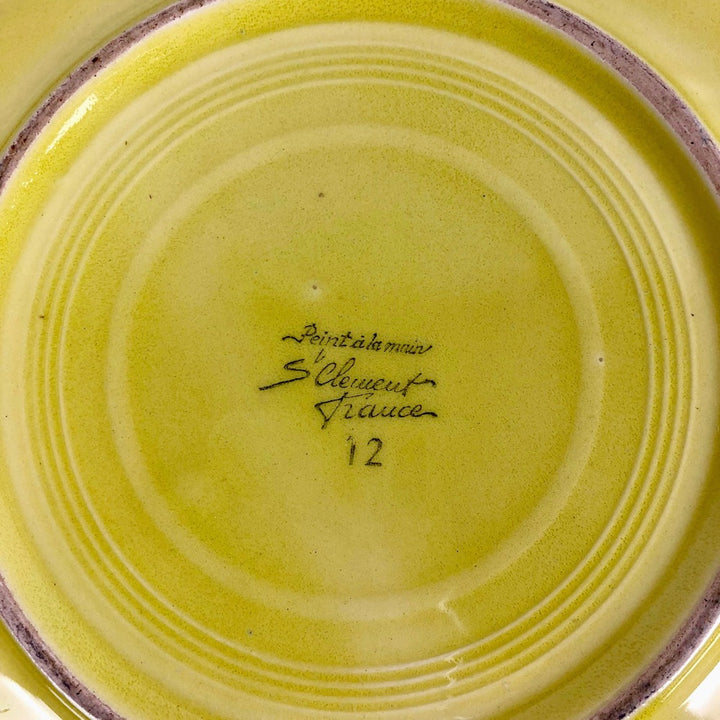 Peint à la main
St Clement
France
12